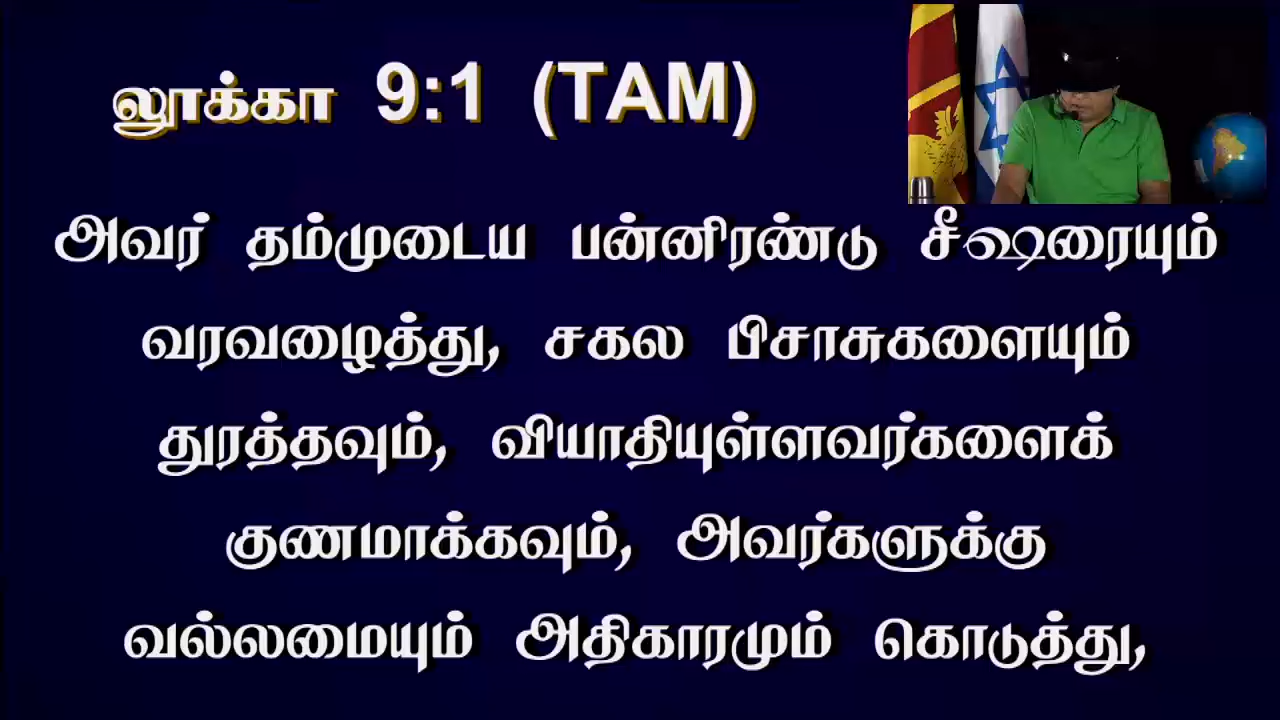 லூக்கா 9:1 (TAM)
அவர் தம்முடைய பன்னிரண்டு சீஷரையும்
வரவழைத்து, சகல பிசாசுகளையும்
துரத்தவும், வியாதியுள்ளவர்களைக்
குணமாக்கவும், அவர்களுக்கு
வல்லமையும் அதிகாரமும் கொடுத்து,